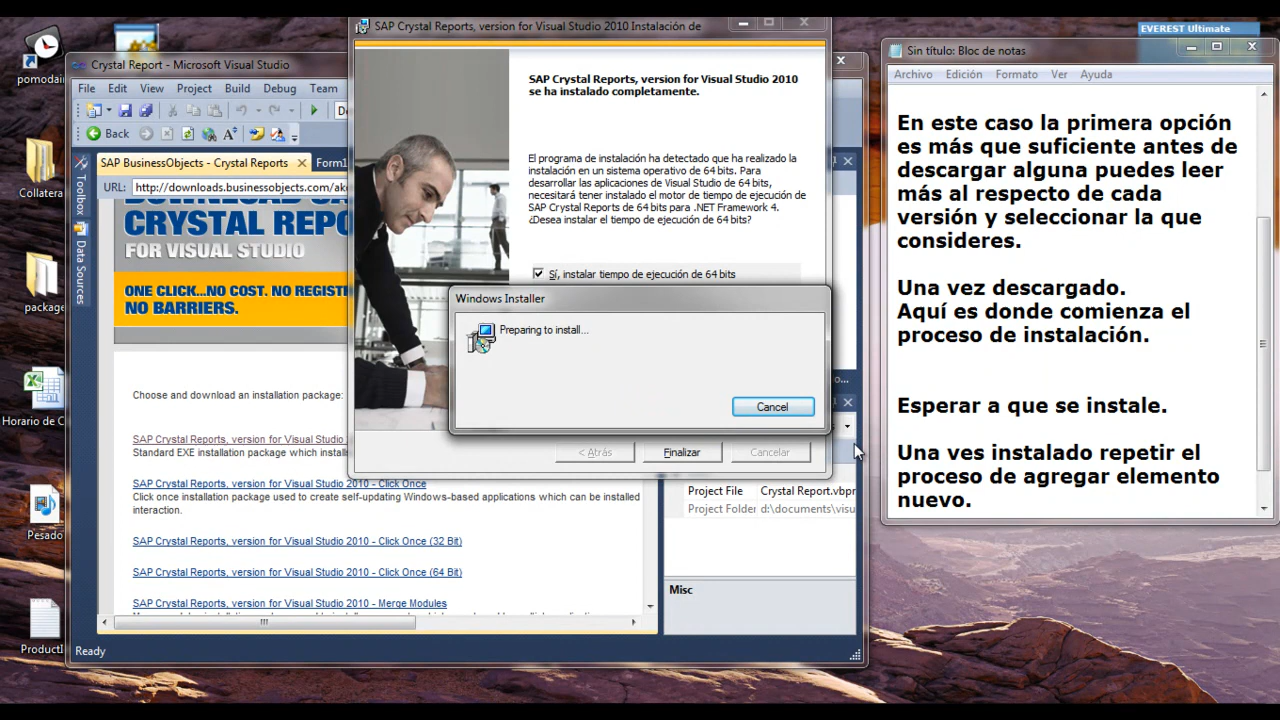 EVEREST Ultimate
pomodair
Collatera
package
Horario de C
Pesado
ProductI
Crystal Report - Microsoft Visual Studio
File Edit View Project Build Debug Team
Back
SAP BusinessObjects - Crystal Reports
Form1
URL: http://downloads.businessobjects.com/ak
Toolbox
Data Sources
CRYSTAL REPO
FOR VISUAL STUDIO
ONE CLICK...NO COST. NO REGISTR
NO BARRIERS.
Choose and download an installation package:
SAP Crystal Reports, version for Visual Studio
Standard EXE installation package which installs
SAP Crystal Reports, version for Visual Studio 2010 - Click Once
Click once installation package used to create self-updating Windows-based applications which can be installed
interaction.
SAP Crystal Reports, version for Visual Studio 2010 - Click Once (32 Bit)
SAP Crystal Reports, version for Visual Studio 2010 - Click Once (64 Bit)
SAP Crystal Reports, version for Visual Studio 2010 - Merge Modules
Ready
Project File Crystal Report.vbpr
Project Folder d:\documents\visu
Misc
SAP Crystal Reports, version for Visual Studio 2010 Instalación de
SAP Crystal Reports, version for Visual Studio 2010
se ha instalado completamente.
El programa de instalación ha detectado que ha realizado la
instalación en un sistema operativo de 64 bits. Para
desarrollar las aplicaciones de Visual Studio de 64 bits,
necesitará tener instalado el motor de tiempo de ejecución de
SAP Crystal Reports de 64 bits para .NET Framework 4.
¿Desea instalar el tiempo de ejecución de 64 bits?
Sí, instalar tiempo de ejecución de 64 bits
< Atrás Finalizar Cancelar
Windows Installer
Preparing to install...
Cancel
Sin título: Bloc de notas
Archivo Edición Formato Ver Ayuda
En este caso la primera opción
es más que suficiente antes de
descargar alguna puedes leer
más al respecto de cada
versión y seleccionar la que
consideres.
Una vez descargado.
Aquí es donde comienza el
proceso de instalación.
Esperar a que se instale.
Una ves instalado repetir el
proceso de agregar elemento
nuevo.